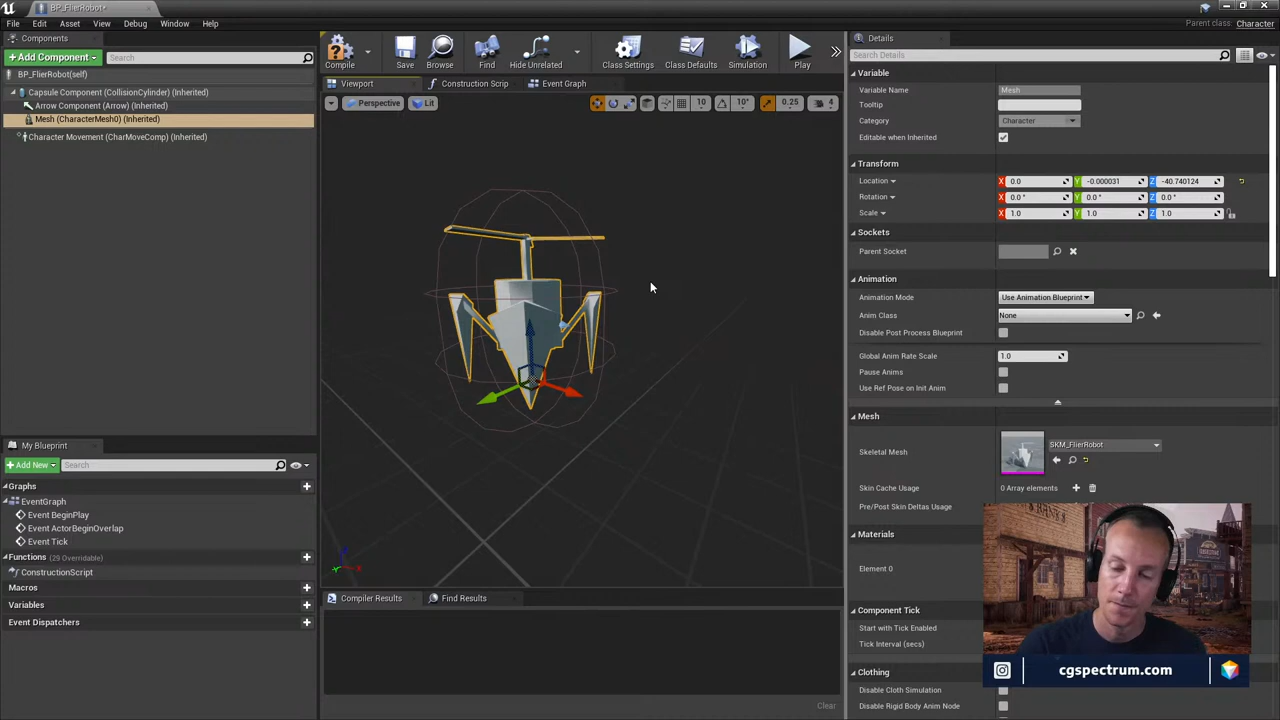 BP_FlierRobot*
File Edit Asset View Debug Window Help
Parent class: Character
Components
Add Component
Search
BP_FlierRobot(self)
Capsule Component (CollisionCylinder) (Inherited)
Arrow Component (Arrow) (Inherited)
Mesh (CharacterMesh0) (Inherited)
Character Movement (CharMoveComp) (Inherited)
My Blueprint
Add New
Search
Graphs
EventGraph
Event BeginPlay
Event ActorBeginOverlap
Event Tick
Functions (29 Overridable)
ConstructionScript
Macros
Variables
Event Dispatchers
Compile Save Browse Find Hide Unrelated Class Settings Class Defaults Simulation Play
Viewport Construction Scrip Event Graph
Perspective Lit 10 10° 0.25 4
Compiler Results Find Results
Clear
Details
Search Details
Variable
Variable Name Mesh
Tooltip
Category Character
Editable when Inherited
Transform
Location X 0.0 Y -0.000031 Z -40.740124
Rotation X 0.0 ° Y 0.0 ° Z 0.0 °
Scale X 1.0 Y 1.0 Z 1.0
Sockets
Parent Socket
Animation
Animation Mode Use Animation Blueprint
Anim Class None
Disable Post Process Blueprint
Global Anim Rate Scale 1.0
Pause Anims
Use Ref Pose on Init Anim
Mesh
Skeletal Mesh SKM_FlierRobot
Skin Cache Usage 0 Array elements
Pre/Post Skin Deltas Usage
Materials
Element 0
Component Tick
Start with Tick Enabled
Tick Interval (secs)
Clothing
Disable Cloth Simulation
Disable Rigid Body Anim Node
cgspectrum.com